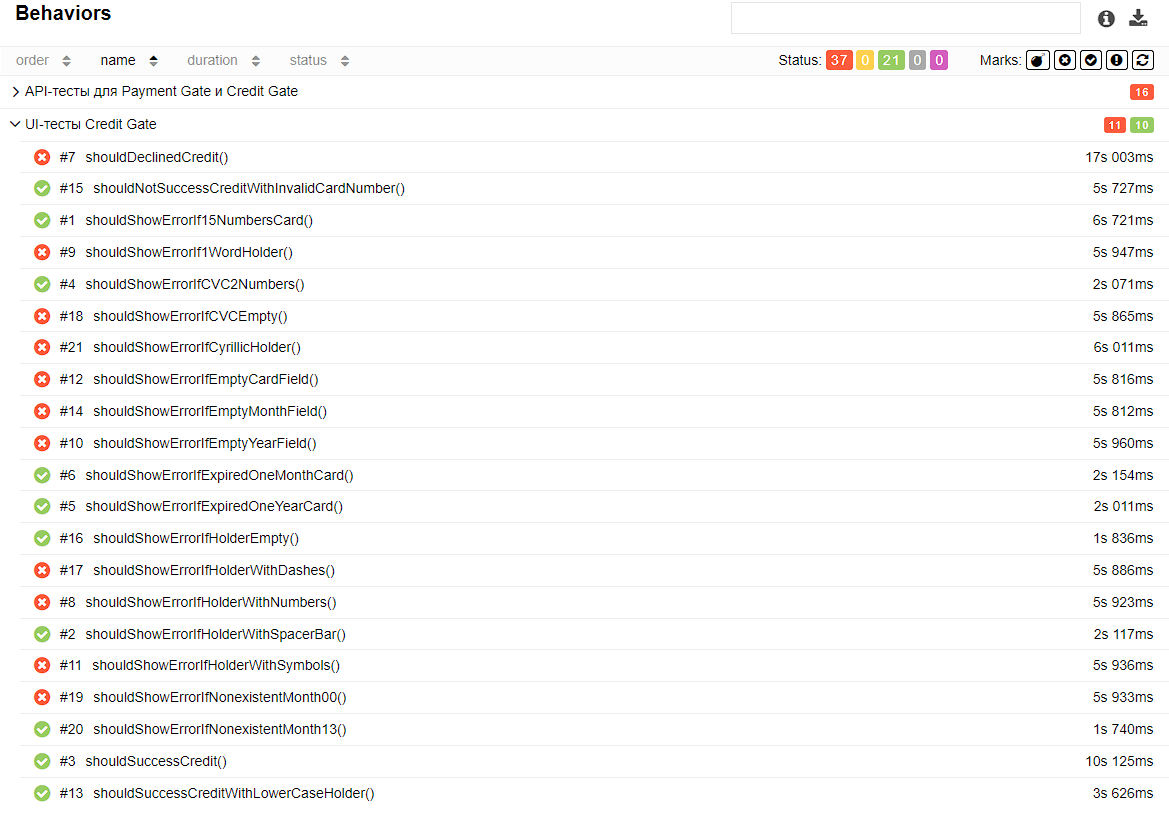 Behaviors
order name duration status Status: 37 0 21 0 0 Marks:
API-тесты для Payment Gate и Credit Gate 16
UI-тесты Credit Gate 11 10
#7 shouldDeclinedCredit() 17s 003ms
#15 shouldNotSuccessCreditWithInvalidCardNumber() 5s 727ms
#1 shouldShowErrorIf15NumbersCard() 6s 721ms
#9 shouldShowErrorIf1WordHolder() 5s 947ms
#4 shouldShowErrorIfCVC2Numbers() 2s 071ms
#18 shouldShowErrorIfCVCEmpty() 5s 865ms
#21 shouldShowErrorIfCyrillicHolder() 6s 011ms
#12 shouldShowErrorIfEmptyCardField() 5s 816ms
#14 shouldShowErrorIfEmptyMonthField() 5s 812ms
#10 shouldShowErrorIfEmptyYearField() 5s 960ms
#6 shouldShowErrorIfExpiredOneMonthCard() 2s 154ms
#5 shouldShowErrorIfExpiredOneYearCard() 2s 011ms
#16 shouldShowErrorIfHolderEmpty() 1s 836ms
#17 shouldShowErrorIfHolderWithDashes() 5s 886ms
#8 shouldShowErrorIfHolderWithNumbers() 5s 923ms
#2 shouldShowErrorIfHolderWithSpacerBar() 2s 117ms
#11 shouldShowErrorIfHolderWithSymbols() 5s 936ms
#19 shouldShowErrorIfNonexistentMonth00() 5s 933ms
#20 shouldShowErrorIfNonexistentMonth13() 1s 740ms
#3 shouldSuccessCredit() 10s 125ms
#13 shouldSuccessCreditWithLowerCaseHolder() 3s 626ms